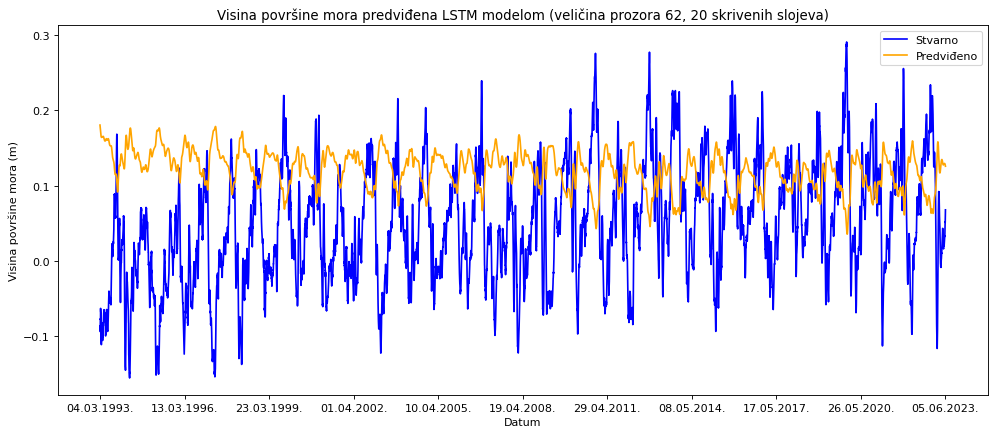 Visina površine mora predviđena LSTM modelom (veličina prozora 62, 20 skrivenih slojeva)
Stvarno
Predviđeno
Visina površine mora (m)
0.3
0.2
0.1
0.0
−0.1
04.03.1993. 13.03.1996. 23.03.1999. 01.04.2002. 10.04.2005. 19.04.2008. 29.04.2011. 08.05.2014. 17.05.2017. 26.05.2020. 05.06.2023.
Datum